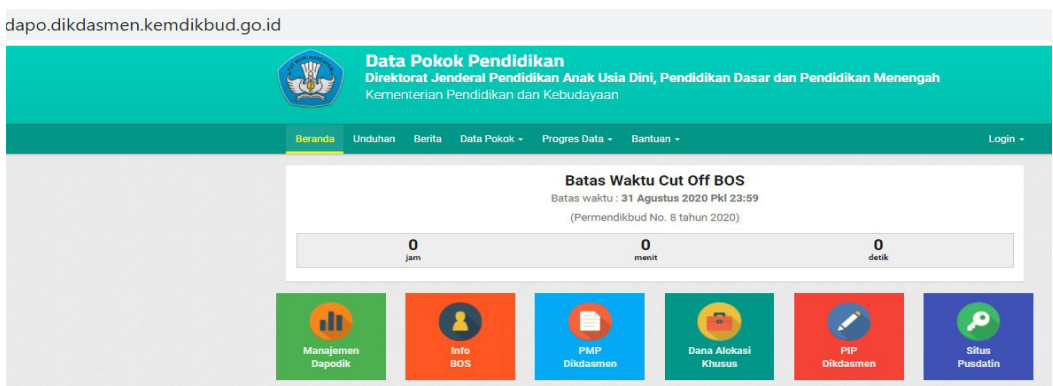 dapo.dikdasmen.kemdikbud.go.id
Data Pokok Pendidikan
Direktorat Jenderal Pendidikan Anak Usia Dini, Pendidikan Dasar dan Pendidikan Menengah
Kementerian Pendidikan dan Kebudayaan
Beranda Unduhan Berita Data Pokok Progres Data Bantuan Login
Batas Waktu Cut Off BOS
Batas waktu : 31 Agustus 2020 Pkl 23:59
(Permendikbud No. 8 tahun 2020)
0 0 0
jam menit detik
Manajemen Info PMP Dana Alokasi PIP Situs
Dapodik BOS Dikdasmen Khusus Dikdasmen Pusdatin